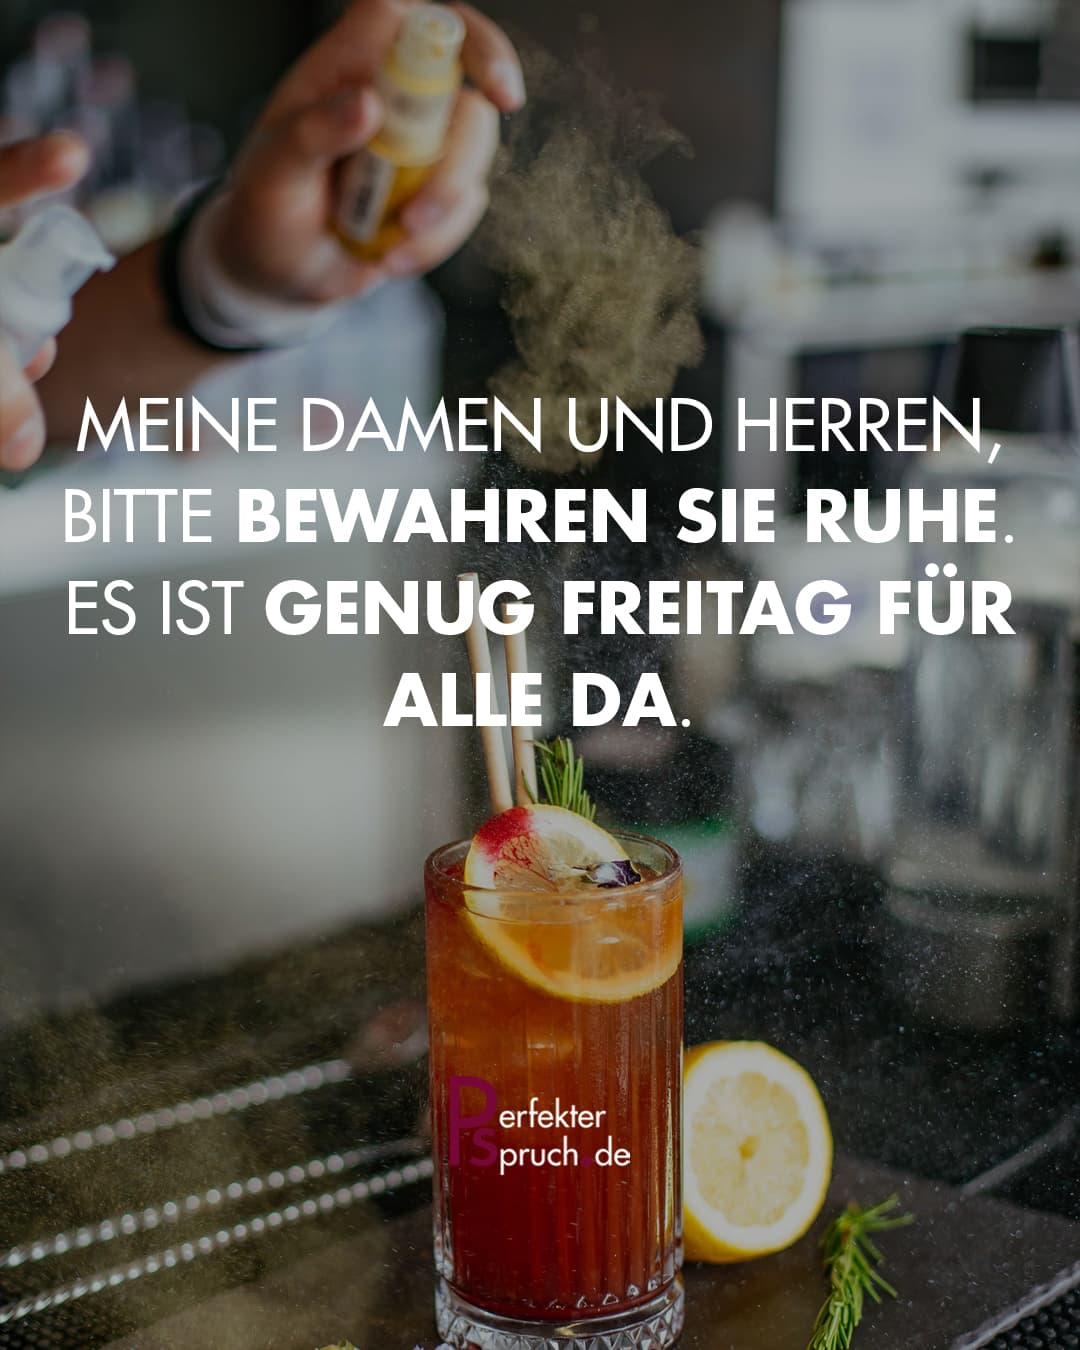 MEINE DAMEN UND HERREN,
BITTE BEWAHREN SIE RUHE.
ES IST GENUG FREITAG FÜR
ALLE DA.
Perfekter
spruch.de